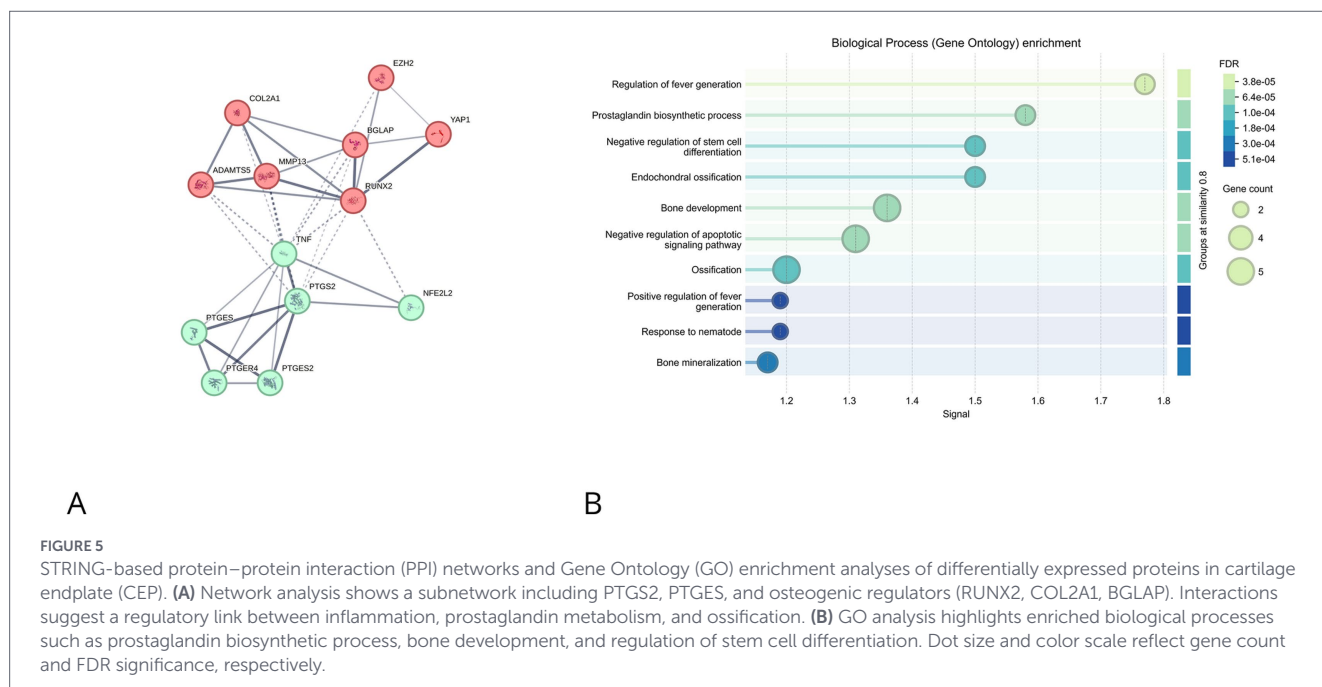 EZH2
COL2A1
BGLAP
YAP1
MMP13
ADAMTS5
RUNX2
TNF
PTGS2
NFE2L2
PTGES
PTGER4
PTGES2
A
Biological Process (Gene Ontology) enrichment
Regulation of fever generation
Prostaglandin biosynthetic process
Negative regulation of stem cell
differentiation
Endochondral ossification
Bone development
Negative regulation of apoptotic
signaling pathway
Ossification
Positive regulation of fever
generation
Response to nematode
Bone mineralization
1.2 1.3 1.4 1.5 1.6 1.7 1.8
Signal
Groups at similarity 0.8
FDR
3.8e-05
6.4e-05
1.0e-04
1.8e-04
3.0e-04
5.1e-04
Gene count
2
4
5
B
FIGURE 5
STRING-based protein–protein interaction (PPI) networks and Gene Ontology (GO) enrichment analyses of differentially expressed proteins in cartilage
endplate (CEP). (A) Network analysis shows a subnetwork including PTGS2, PTGES, and osteogenic regulators (RUNX2, COL2A1, BGLAP). Interactions
suggest a regulatory link between inflammation, prostaglandin metabolism, and ossification. (B) GO analysis highlights enriched biological processes
such as prostaglandin biosynthetic process, bone development, and regulation of stem cell differentiation. Dot size and color scale reflect gene count
and FDR significance, respectively.